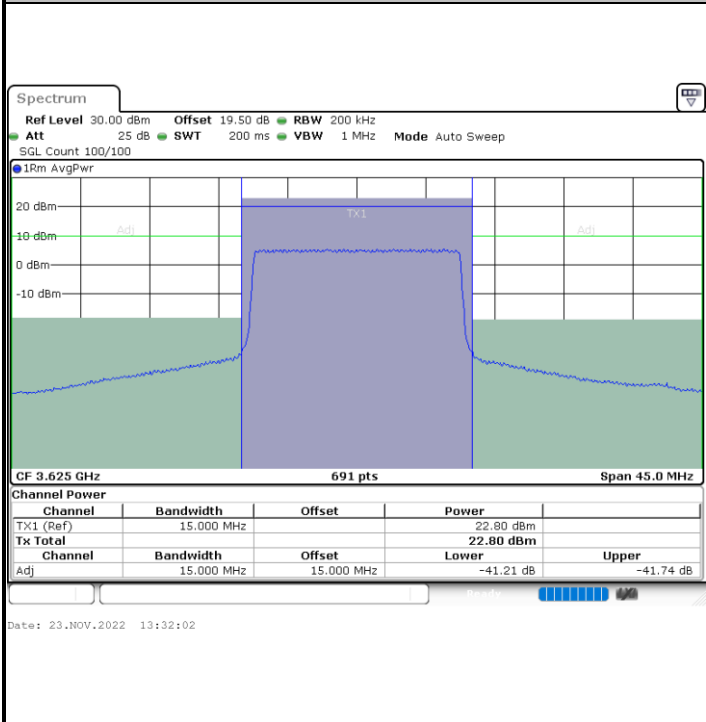 Spectrum
Ref Level 30.00 dBm Offset 19.50 dB RBW 200 kHz
Att 25 dB SWT 200 ms VBW 1 MHz Mode Auto Sweep
SGL Count 100/100
1Rm AvgPwr
20 dBm
TX1
10 dBm
Adj
Adj
0 dBm
-10 dBm
CF 3.625 GHz 691 pts Span 45.0 MHz
Channel Power
Channel Bandwidth Offset Power
TX1 (Ref) 15.000 MHz 22.80 dBm
Tx Total 22.80 dBm
Channel Bandwidth Offset Lower Upper
Adj 15.000 MHz 15.000 MHz -41.21 dB -41.74 dB
Ready
Date: 23.NOV.2022 13:32:02